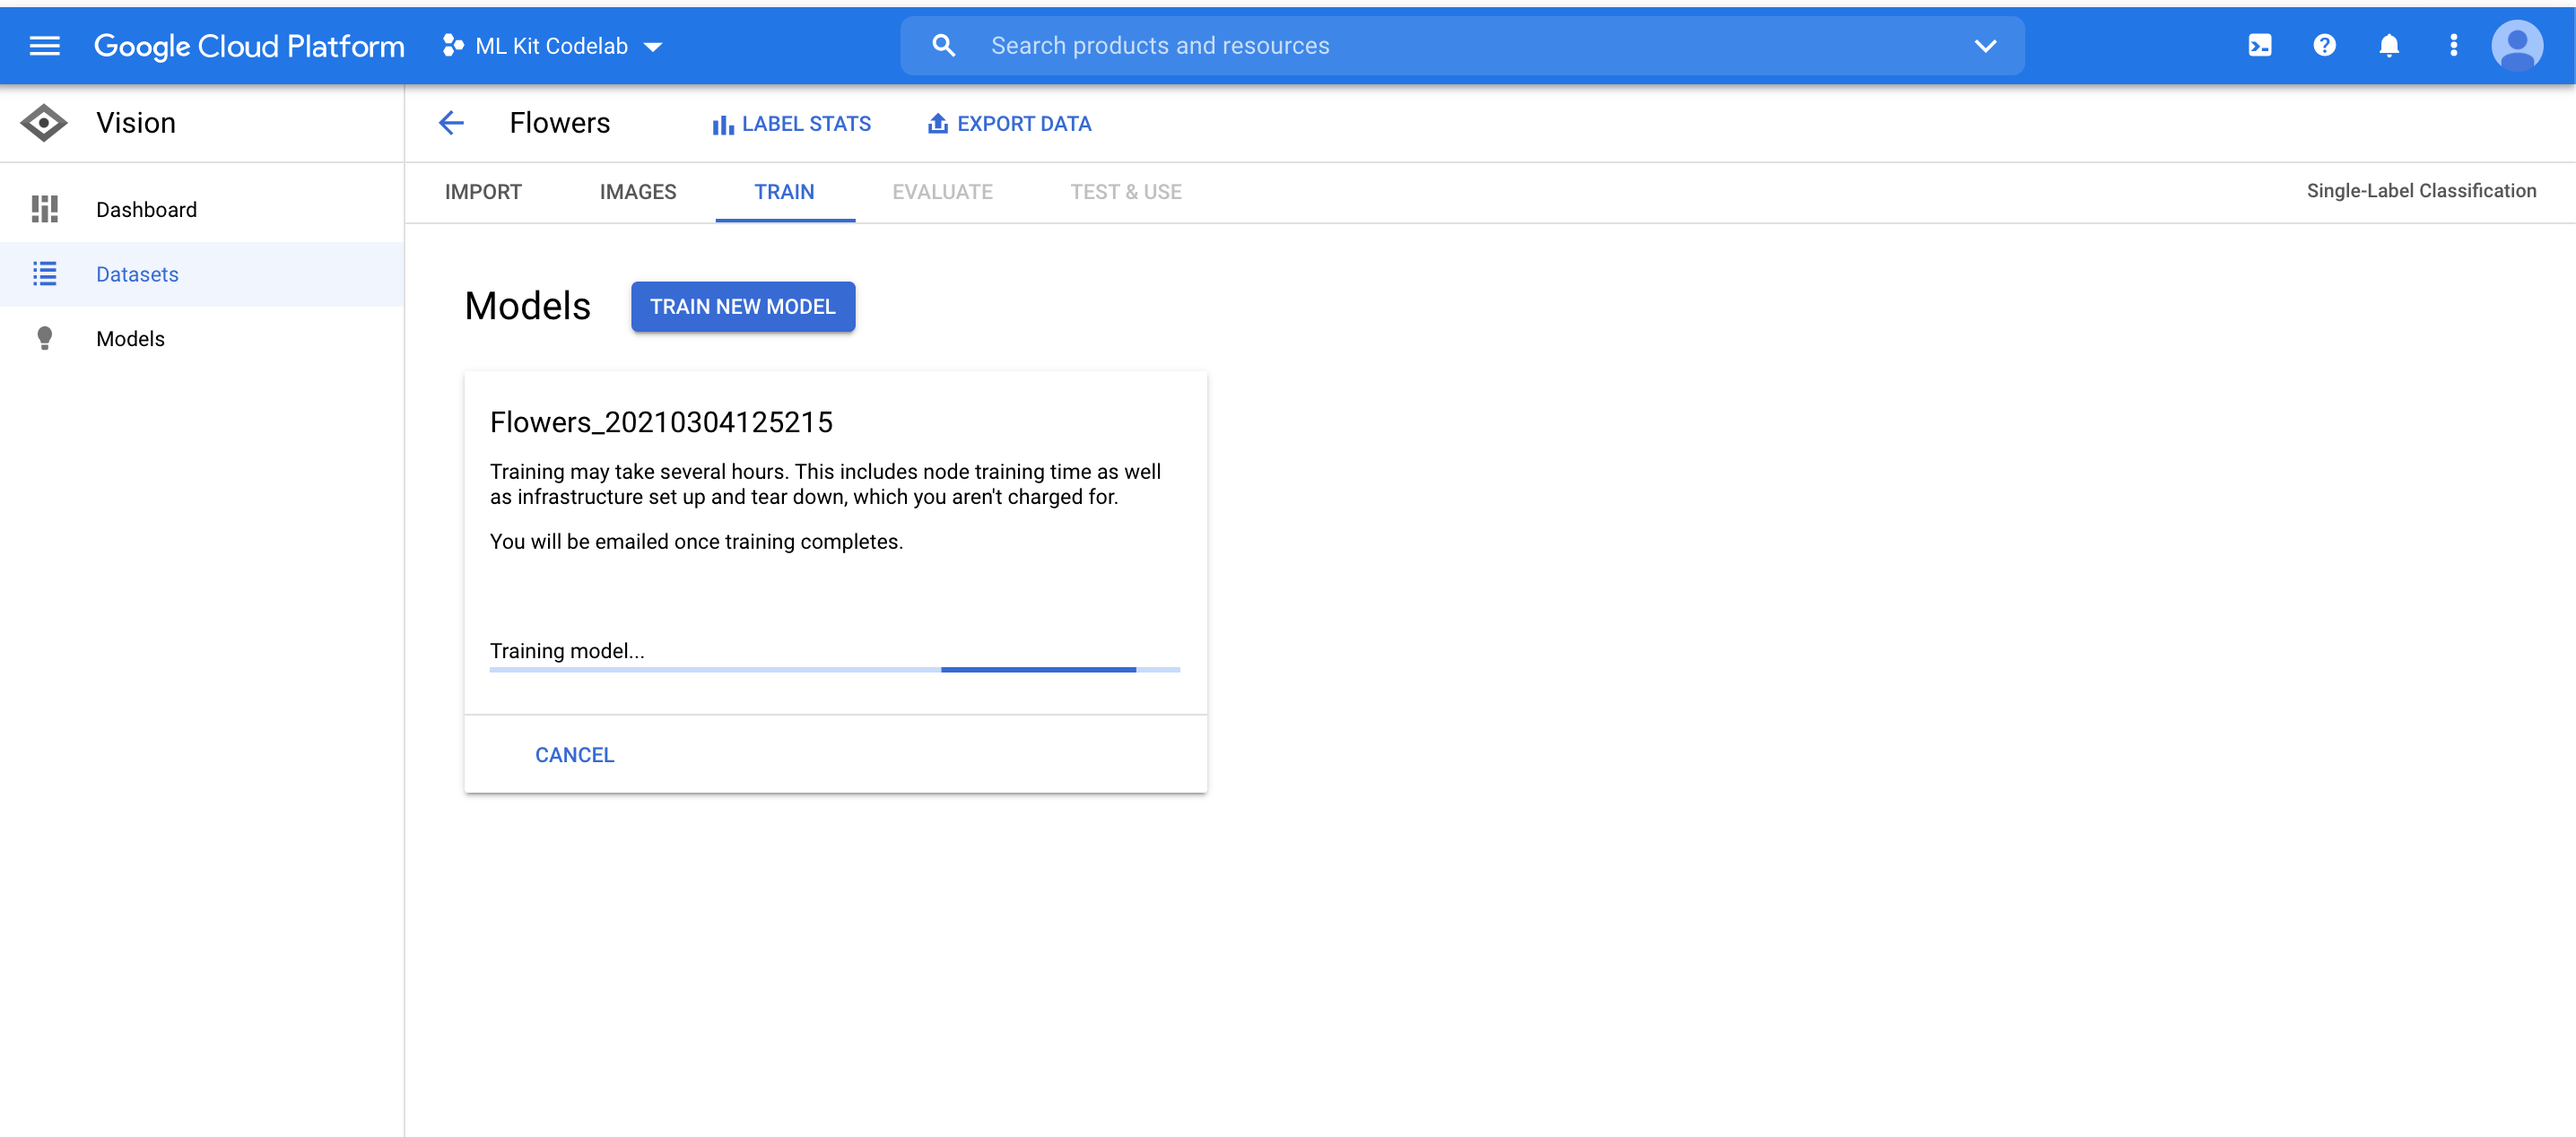 Google Cloud Platform
ML Kit Codelab
Search products and resources
Vision
Flowers
LABEL STATS
EXPORT DATA
IMPORT
IMAGES
TRAIN
EVALUATE
TEST & USE
Single-Label Classification
Dashboard
Datasets
Models
Models
TRAIN NEW MODEL
Flowers_20210304125215
Training may take several hours. This includes node training time as well
as infrastructure set up and tear down, which you aren't charged for.
You will be emailed once training completes.
Training model...
CANCEL